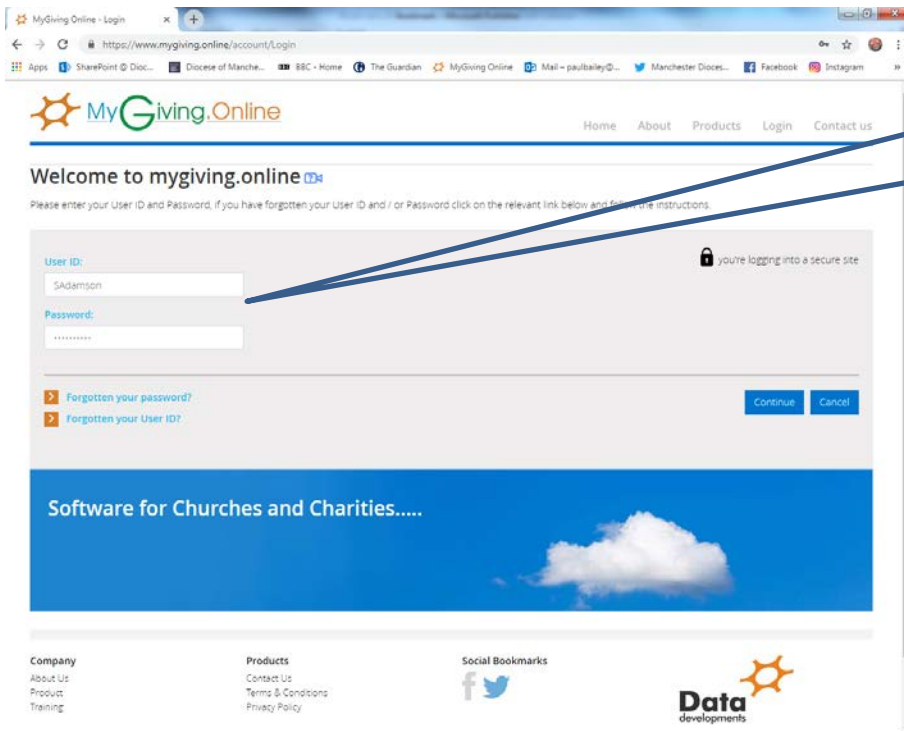 MyGiving Online - Login
https://www.mygiving.online/account/Login
Apps SharePoint @ Dioc... Diocese of Manche... BBC - Home The Guardian MyGiving Online Mail – paulbailey@... Manchester Dioces... Facebook Instagram »
MyGiving.Online
Home About Products Login Contact us
Welcome to mygiving.online
Please enter your User ID and Password, if you have forgotten your User ID and / or Password click on the relevant link below and follow the instructions.
User ID:
you're logging into a secure site
SAdamson
Password:
··········
Forgotten your password?
Continue Cancel
Forgotten your User ID?
Software for Churches and Charities.....
Company Products Social Bookmarks
About Us Contact Us
Product Terms & Conditions
Training Privacy Policy
Data
developments